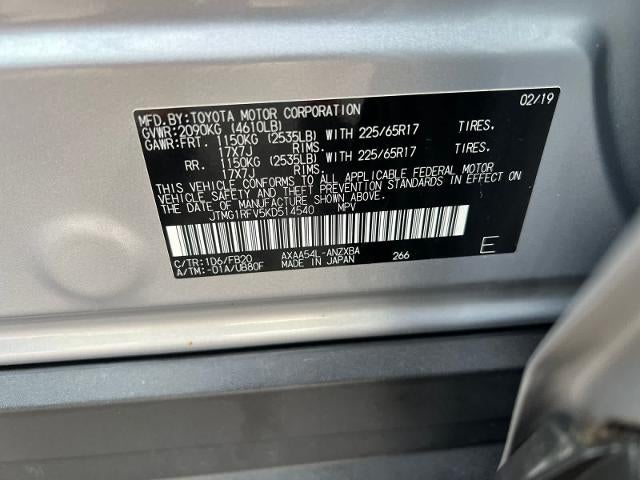 MFD.BY:TOYOTA MOTOR CORPORATION 02/19
GVWR:2090KG (4610LB)
GAWR:FRT. 1150KG (2535LB) WITH 225/65R17 TIRES.
17X7J RIMS.
RR. 1150KG (2535LB) WITH 225/65R17 TIRES.
17X7J RIMS.
THIS VEHICLE CONFORMS TO ALL APPLICABLE FEDERAL MOTOR
VEHICLE SAFETY AND THEFT PREVENTION STANDARDS IN EFFECT ON
THE DATE OF MANUFACTURE SHOWN ABOVE.
JTMG1RFV5KD514540 MPV
C/TR:1D6/FB20 AXAA54L-ANZXBA 266 E
A/TM:-01A/UB80F MADE IN JAPAN